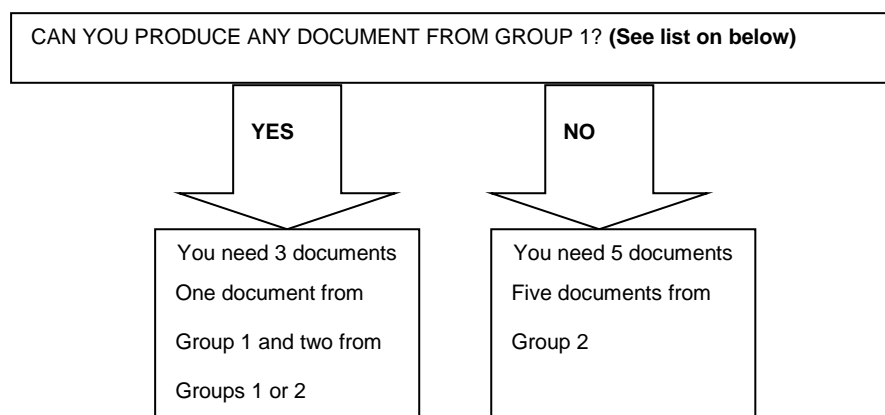 CAN YOU PRODUCE ANY DOCUMENT FROM GROUP 1? (See list on below)
YES
NO
You need 3 documents
One document from
Group 1 and two from
Groups 1 or 2
You need 5 documents
Five documents from
Group 2